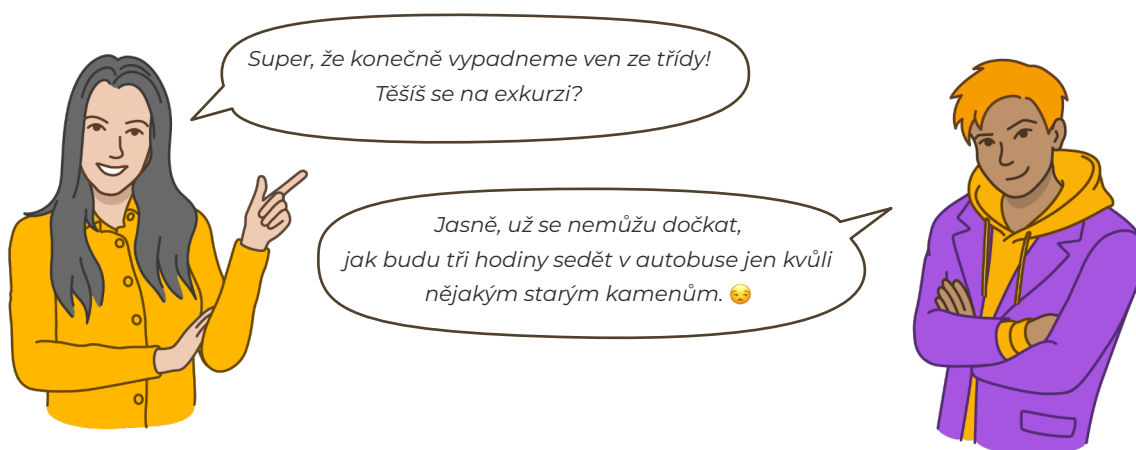 Super, že konečně vypadneme ven ze třídy!
Těšíš se na exkurzi?
Jasně, už se nemůžu dočkat,
jak budu tři hodiny sedět v autobuse jen kvůli
nějakým starým kamenům. 😒